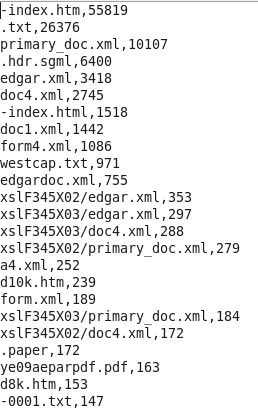 -index.htm,55819
.txt,26376
primary_doc.xml,10107
.hdr.sgml,6400
edgar.xml,3418
doc4.xml,2745
-index.html,1518
doc1.xml,1442
form4.xml,1086
westcap.txt,971
edgardoc.xml,755
xslF345X02/edgar.xml,353
xslF345X03/edgar.xml,297
xslF345X03/doc4.xml,288
xslF345X02/primary_doc.xml,279
a4.xml,252
d10k.htm,239
form.xml,189
xslF345X03/primary_doc.xml,184
xslF345X02/doc4.xml,172
.paper,172
ye09aeparpdf.pdf,163
d8k.htm,153
-0001.txt,147